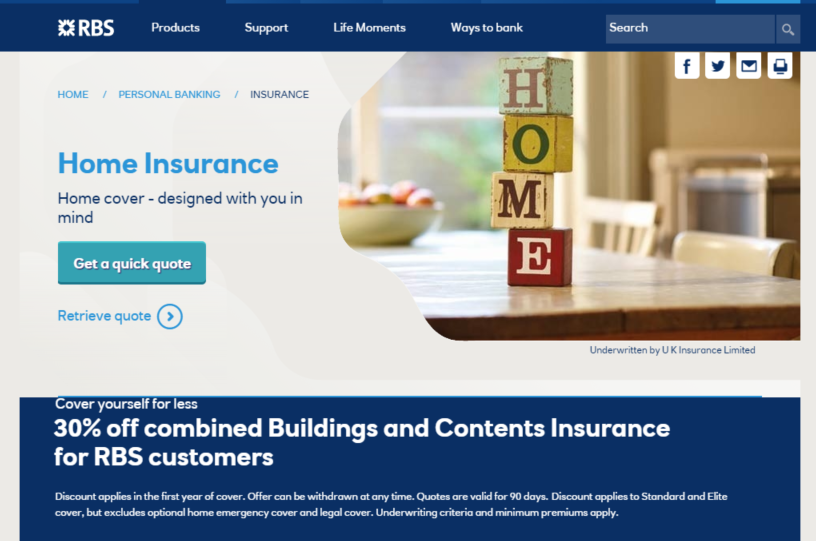 RBS
Products
Support
Life Moments
Ways to bank
Search
HOME / PERSONAL BANKING / INSURANCE
Home Insurance
Home cover - designed with you in
mind
Get a quick quote
Retrieve quote
H
O
M
E
Underwritten by U K Insurance Limited
Cover yourself for less
30% off combined Buildings and Contents Insurance
for RBS customers
Discount applies in the first year of cover. Offer can be withdrawn at any time. Quotes are valid for 90 days. Discount applies to Standard and Elite
cover, but excludes optional home emergency cover and legal cover. Underwriting criteria and minimum premiums apply.